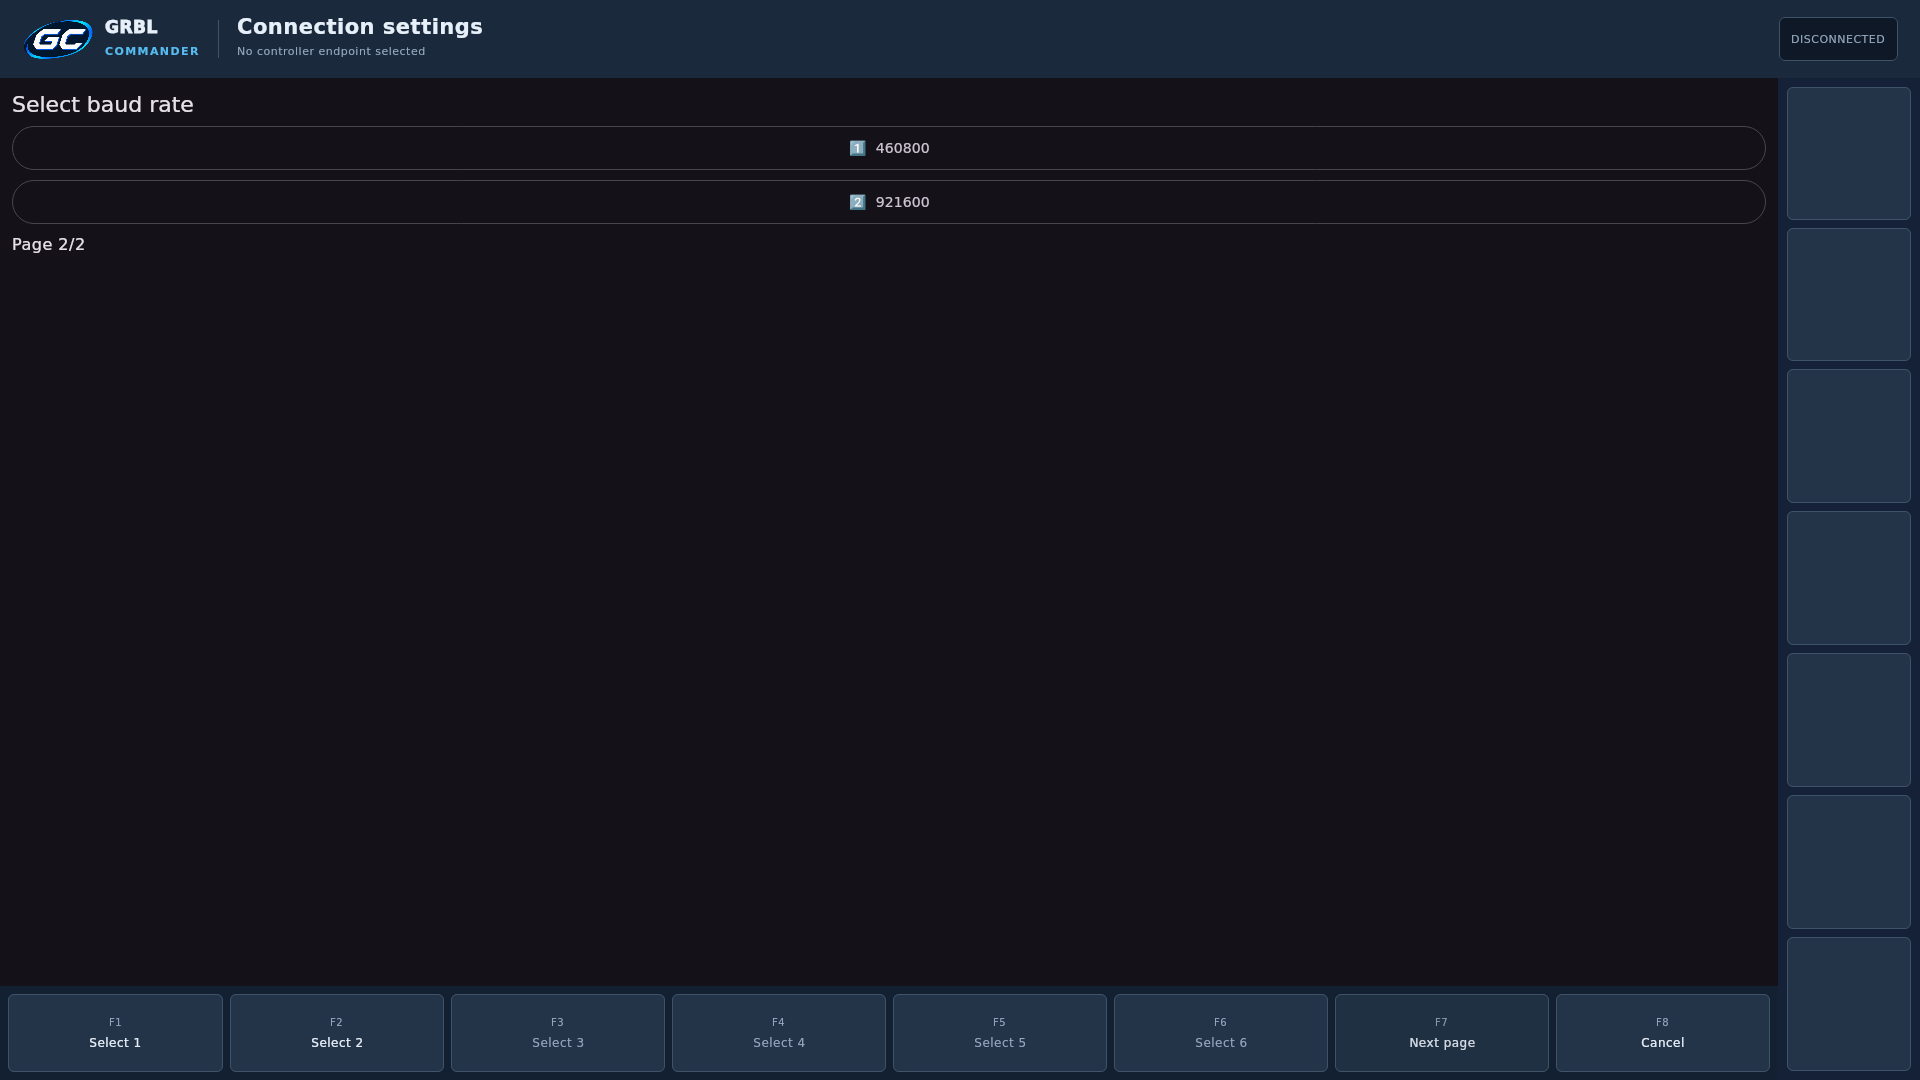 GC
GRBL
COMMANDER
Connection settings
No controller endpoint selected
DISCONNECTED
Select baud rate
1 460800
2 921600
Page 2/2
F1
Select 1
F2
Select 2
F3
Select 3
F4
Select 4
F5
Select 5
F6
Select 6
F7
Next page
F8
Cancel